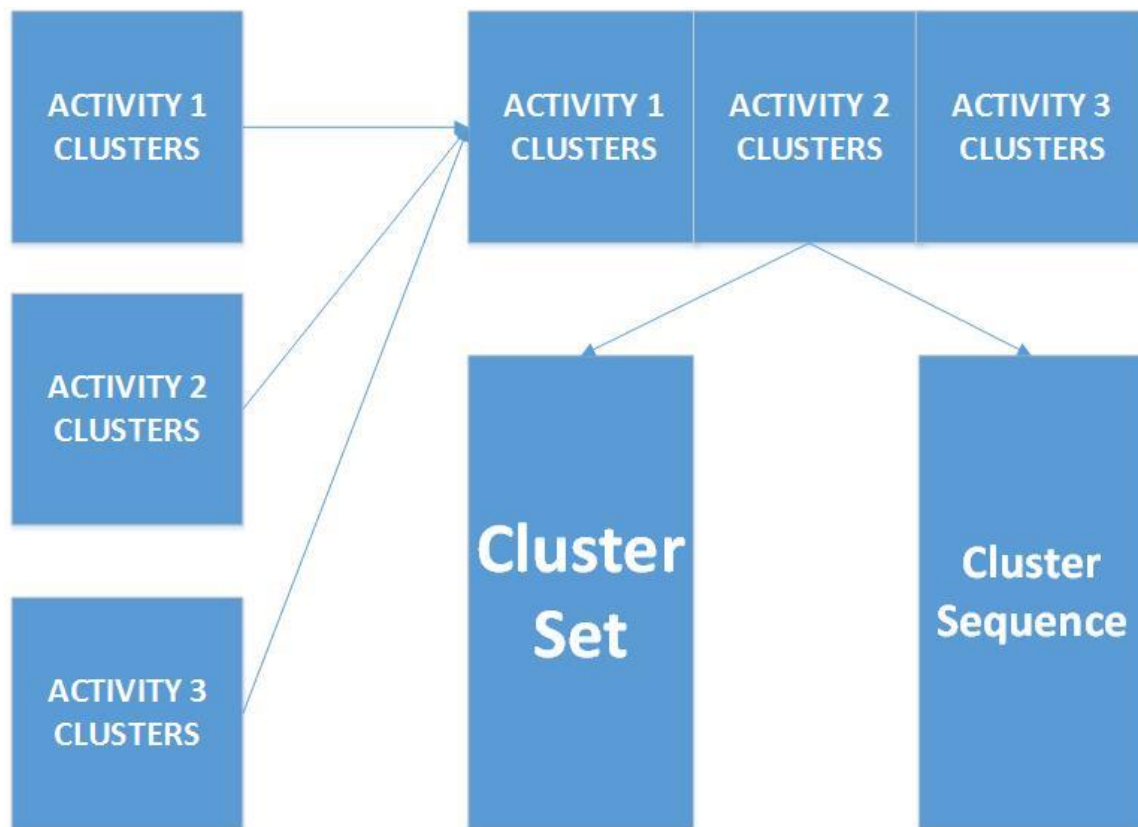 ACTIVITY 1
CLUSTERS
ACTIVITY 2
CLUSTERS
ACTIVITY 3
CLUSTERS
ACTIVITY 1
CLUSTERS
ACTIVITY 2
CLUSTERS
ACTIVITY 3
CLUSTERS
Cluster
Set
Cluster
Sequence